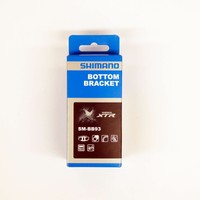 SHIMANO
BOTTOM
BRACKET
XTR
SM-BB93